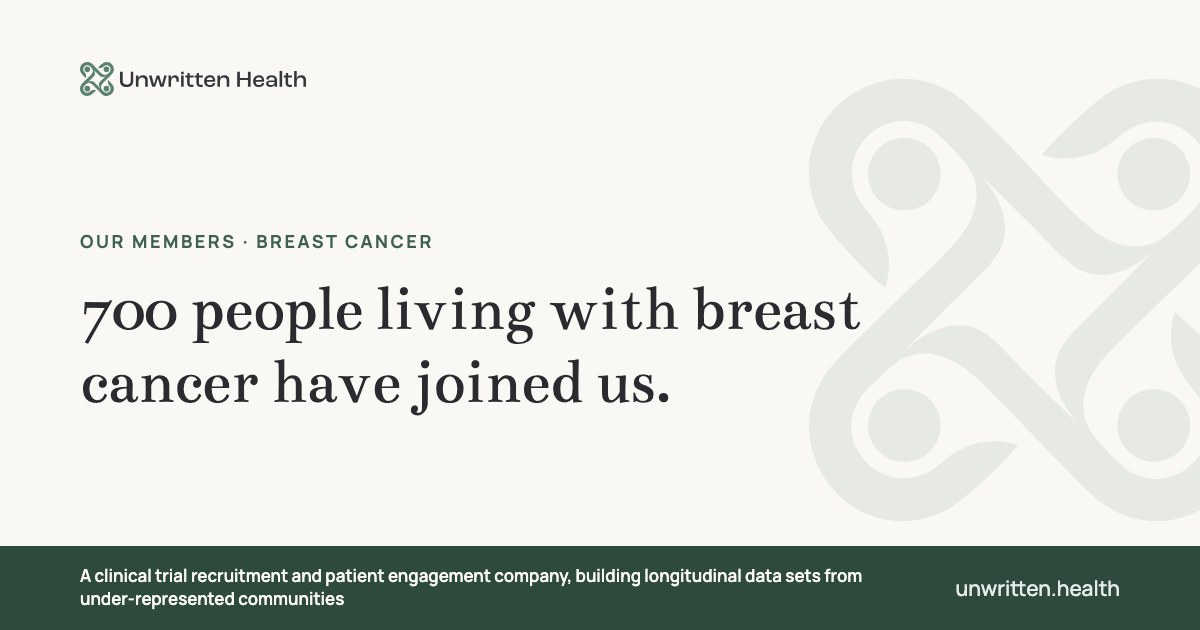 Unwritten Health
OUR MEMBERS · BREAST CANCER
700 people living with breast
cancer have joined us.
A clinical trial recruitment and patient engagement company, building longitudinal data sets from
under-represented communities
unwritten.health